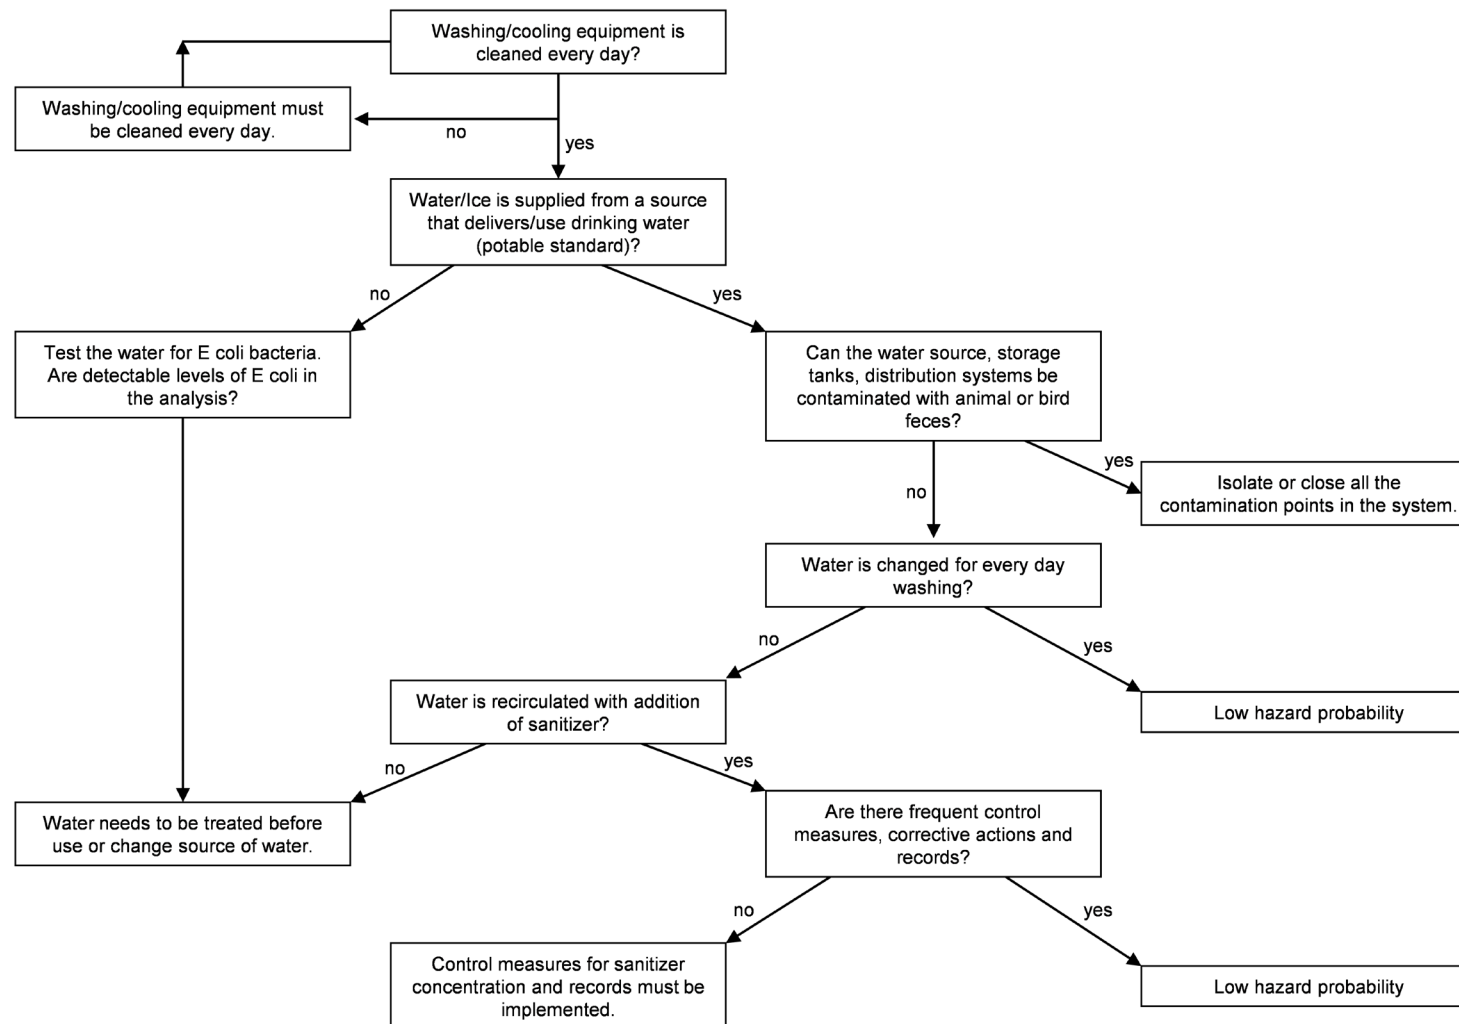 Washing/cooling equipment is
cleaned every day?
Washing/cooling equipment must
be cleaned every day.
no
yes
Water/Ice is supplied from a source
that delivers/use drinking water
(potable standard)?
no
yes
Test the water for E coli bacteria.
Are detectable levels of E coli in
the analysis?
Can the water source, storage
tanks, distribution systems be
contaminated with animal or bird
feces?
yes
Isolate or close all the
contamination points in the system.
no
Water is changed for every day
washing?
no
yes
Water is recirculated with addition
of sanitizer?
Low hazard probability
no
yes
Water needs to be treated before
use or change source of water.
Are there frequent control
measures, corrective actions and
records?
no
yes
Control measures for sanitizer
concentration and records must be
implemented.
Low hazard probability